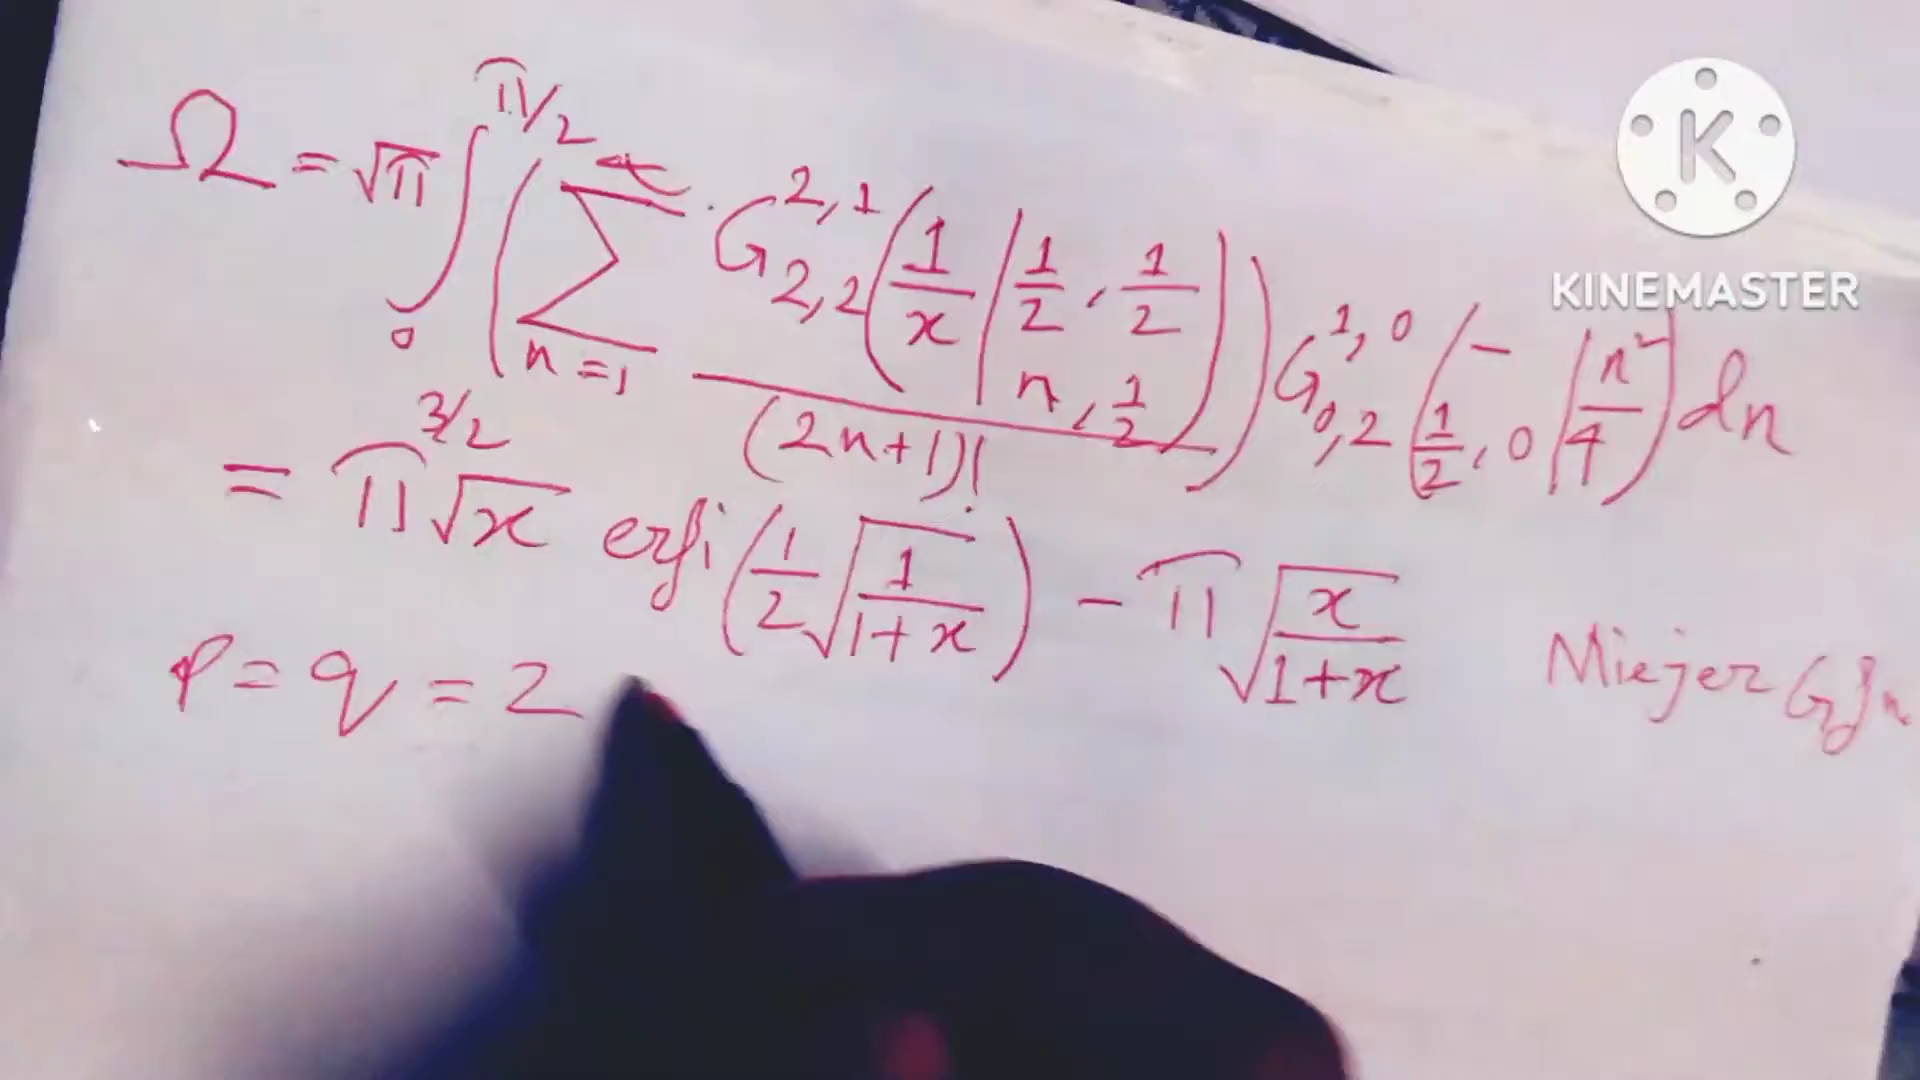 Ω = √π ∫₀^{π/2} ( ∑_{n=1}^{∝} G^{2,1}_{2,2}( 1/x | 1/2, 1/2 ; n, 1/2 ) / (2n+1)! ) G^{1,0}_{0,2}( – ; 1/2, 0 | n²/4 ) dn
= π^{3/2} √x erfi( 1/2 √(1/(1+x)) ) – π √(x/(1+x))
Miejer G fn
p = q = 2
KINEMASTER